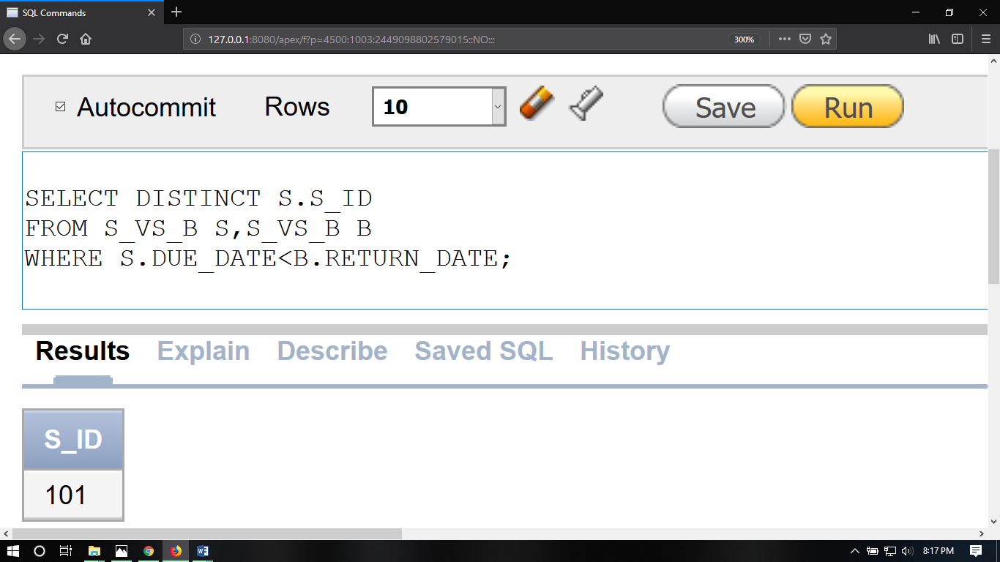 SQL Commands
127.0.0.1:8080/apex/f?p=4500:1003:2449098802579015::NO:::
300%
Autocommit Rows 10 Save Run
SELECT DISTINCT S.S_ID
FROM S_VS_B S,S_VS_B B
WHERE S.DUE_DATE<B.RETURN_DATE;
Results Explain Describe Saved SQL History
S_ID
101
8:17 PM